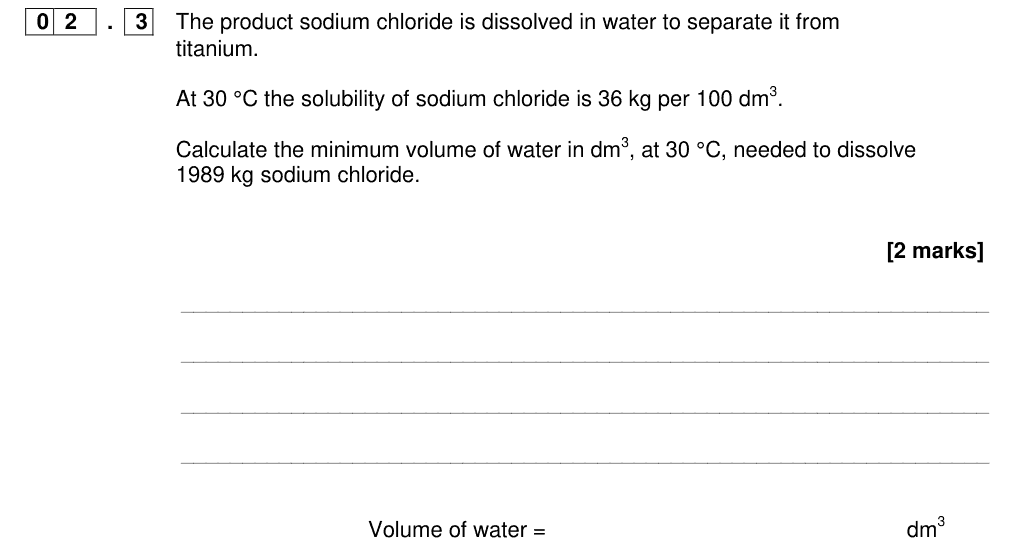 0 2 . 3 The product sodium chloride is dissolved in water to separate it from
titanium.
At 30 °C the solubility of sodium chloride is 36 kg per 100 dm³.
Calculate the minimum volume of water in dm³, at 30 °C, needed to dissolve
1989 kg sodium chloride.
[2 marks]
Volume of water = dm³